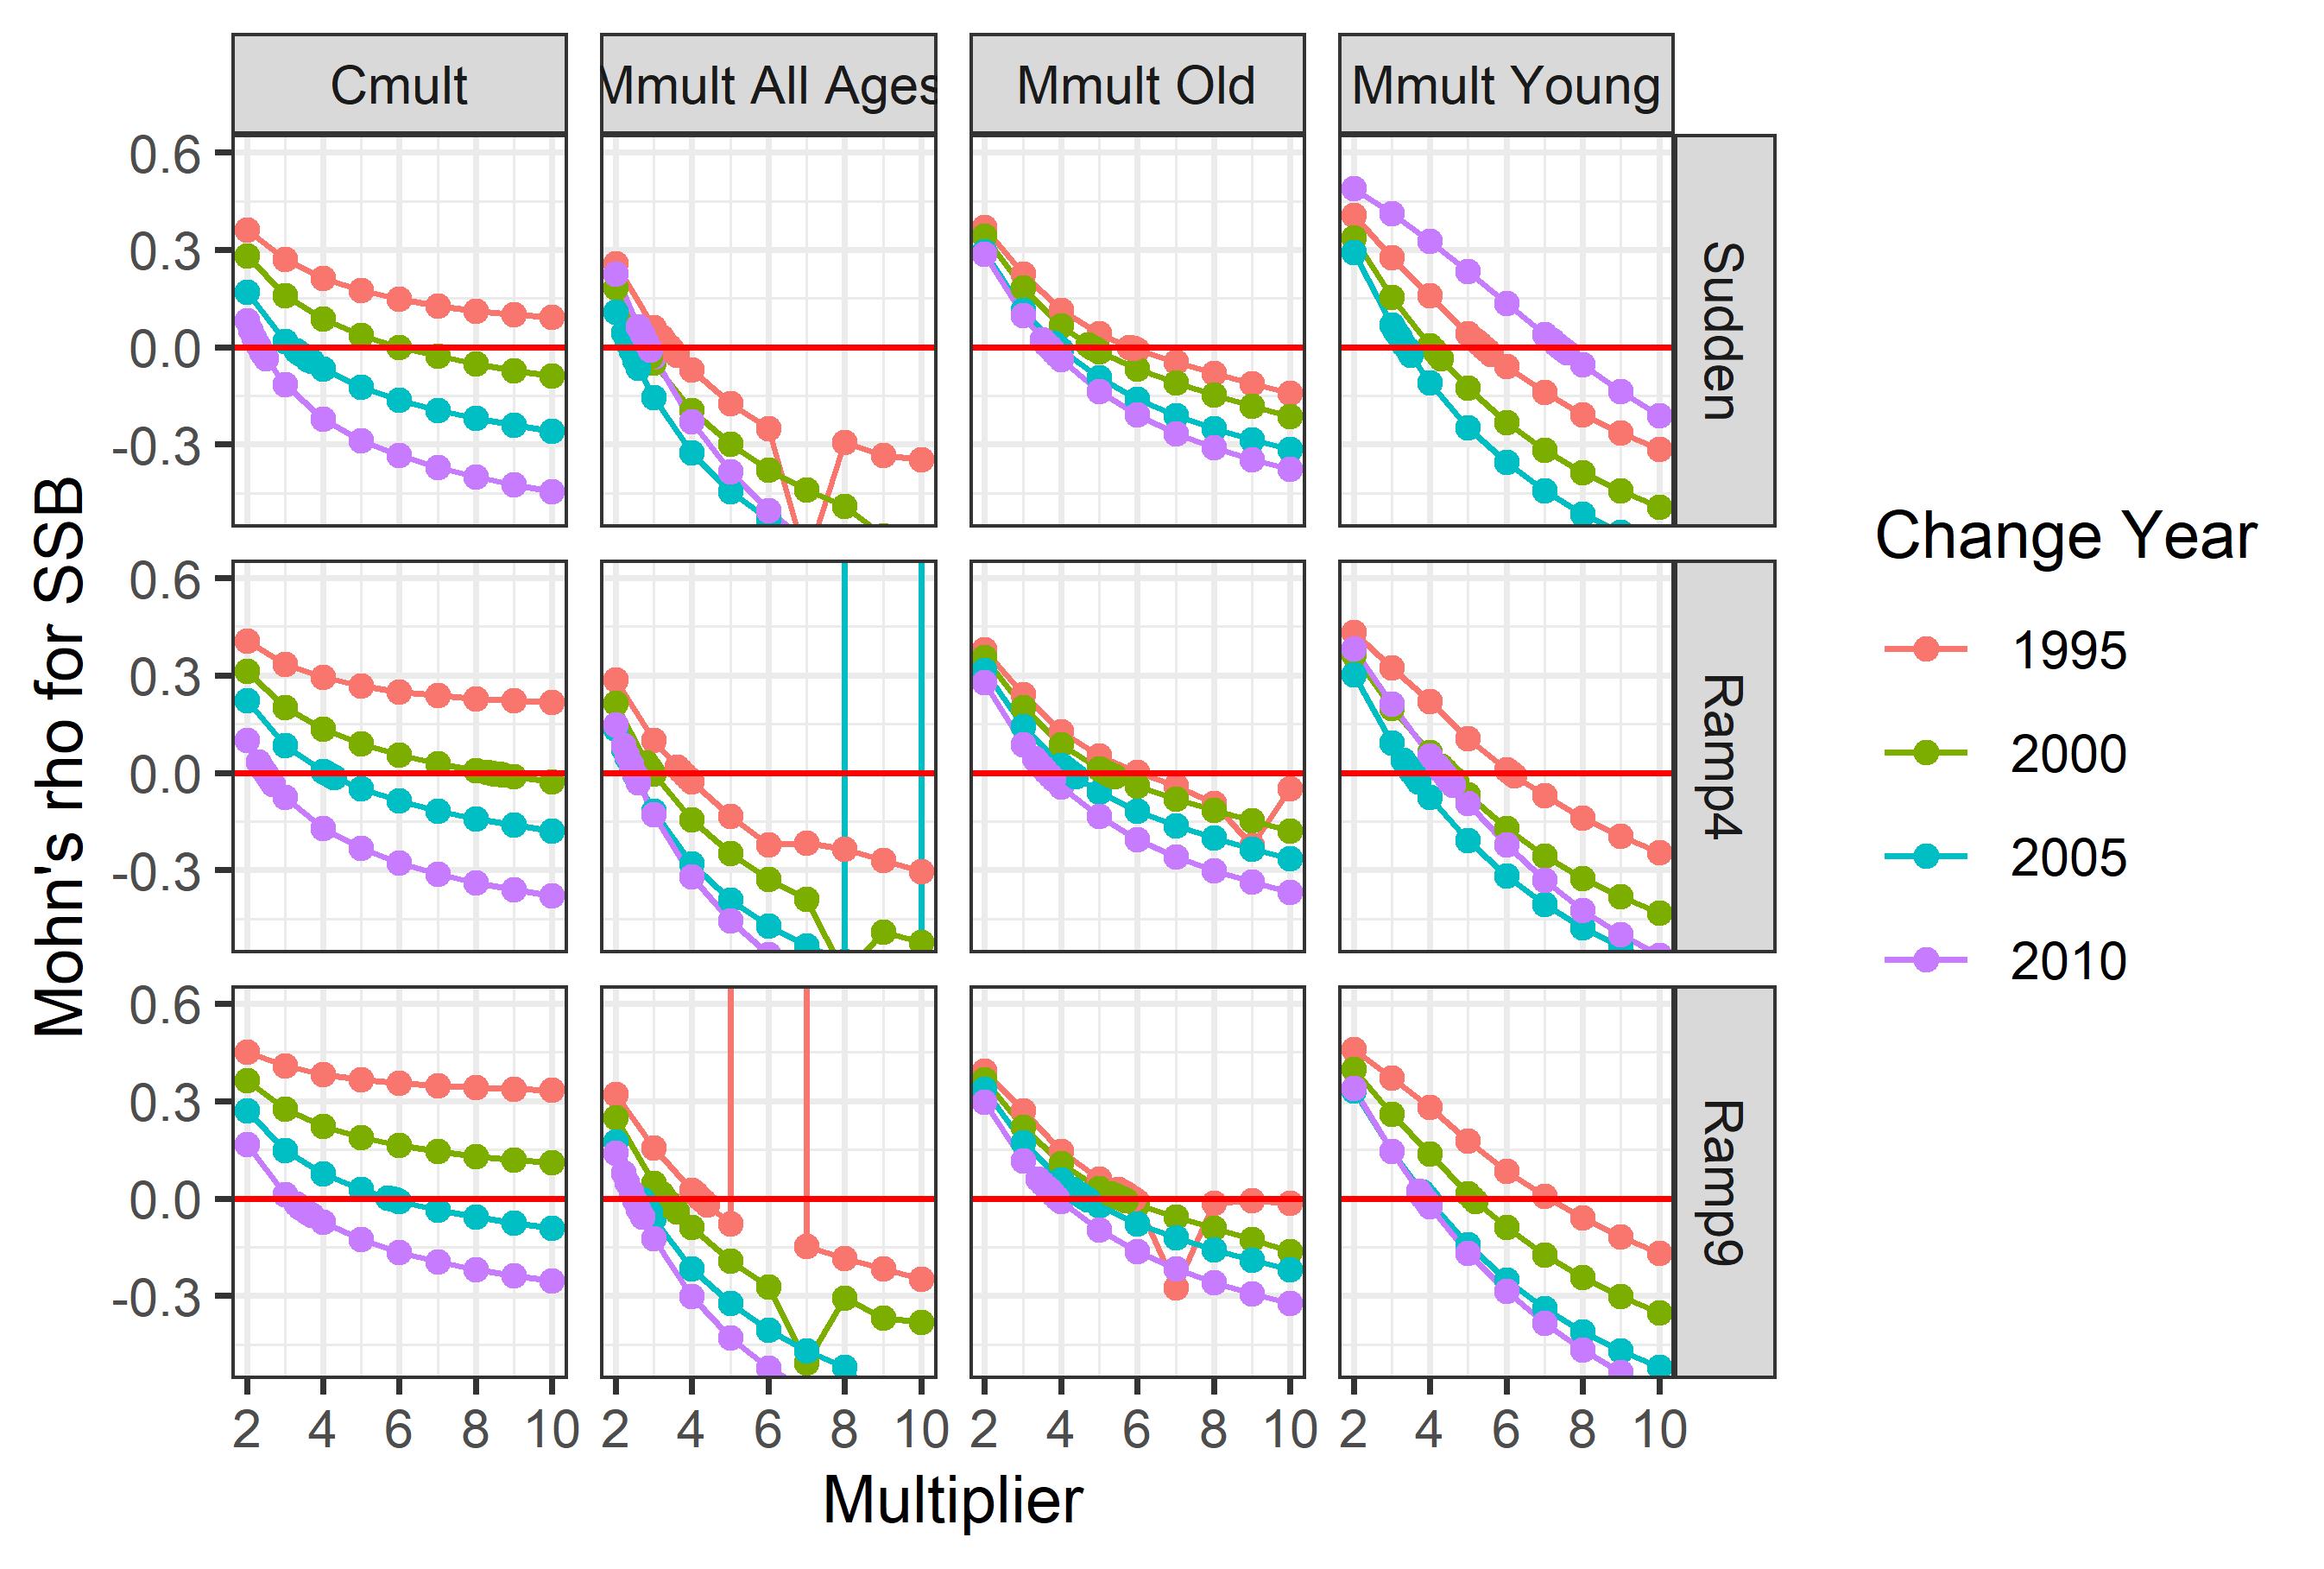 Cmult
Mmult All Ages
Mmult Old
Mmult Young
0.6
0.3
0.0
-0.3
Sudden
0.6
0.3
0.0
-0.3
Ramp4
0.6
0.3
0.0
-0.3
Ramp9
2 4 6 8 10
2 4 6 8 10
2 4 6 8 10
2 4 6 8 10
Multiplier
Mohn's rho for SSB
Change Year
1995
2000
2005
2010